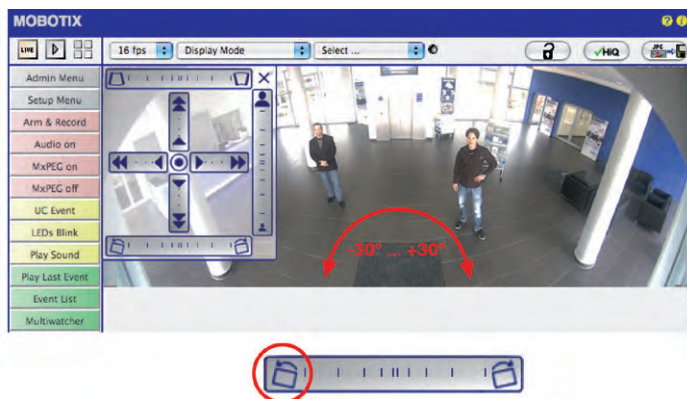 MOBOTIX
LIVE
16 fps
Display Mode
Select ...
HiQ
JPG
Admin Menu
Setup Menu
Arm & Record
Audio on
MxPEG on
MxPEG off
UC Event
LEDs Blink
Play Sound
Play Last Event
Event List
Multiwatcher
-30° ... +30°